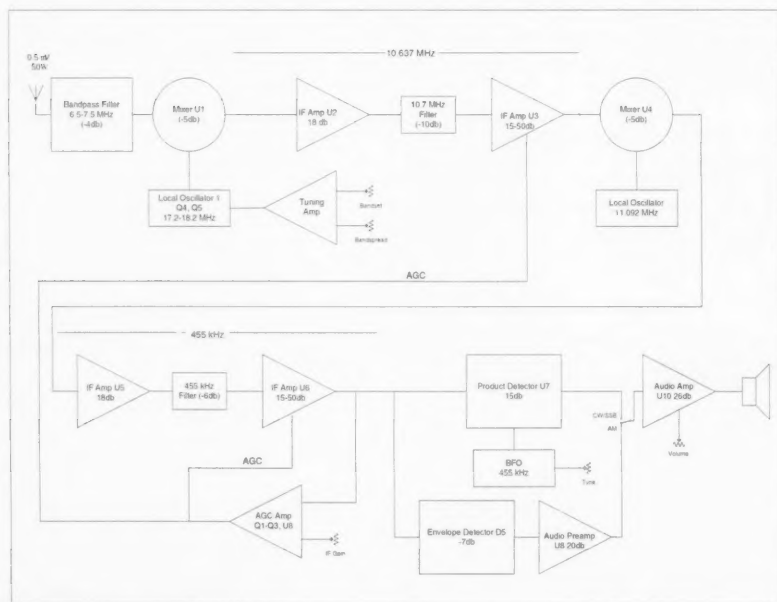 10.637 MHz
0.5 uV
50W
Bandpass Filter
6.5-7.5 MHz
(-4db)
Mixer U1
(-5db)
IF Amp U2
18 db
10.7 MHz
Filter
(-10db)
IF Amp U3
15-50db
Mixer U4
(-5db)
Local Oscillator 1
Q4, Q5
17.2-18.2 MHz
Tuning
Amp
Bandset
Bandspread
Local Oscillator
11.092 MHz
AGC
455 kHz
IF Amp U5
18db
455 kHz
Filter (-6db)
IF Amp U6
15-50db
Product Detector U7
15db
Audio Amp
U10 26db
CW/SSB
AM
Volume
BFO
455 kHz
Tune
AGC
AGC Amp
Q1-Q3, U8
IF Gain
Envelope Detector D5
-7db
Audio Preamp
U8 20db